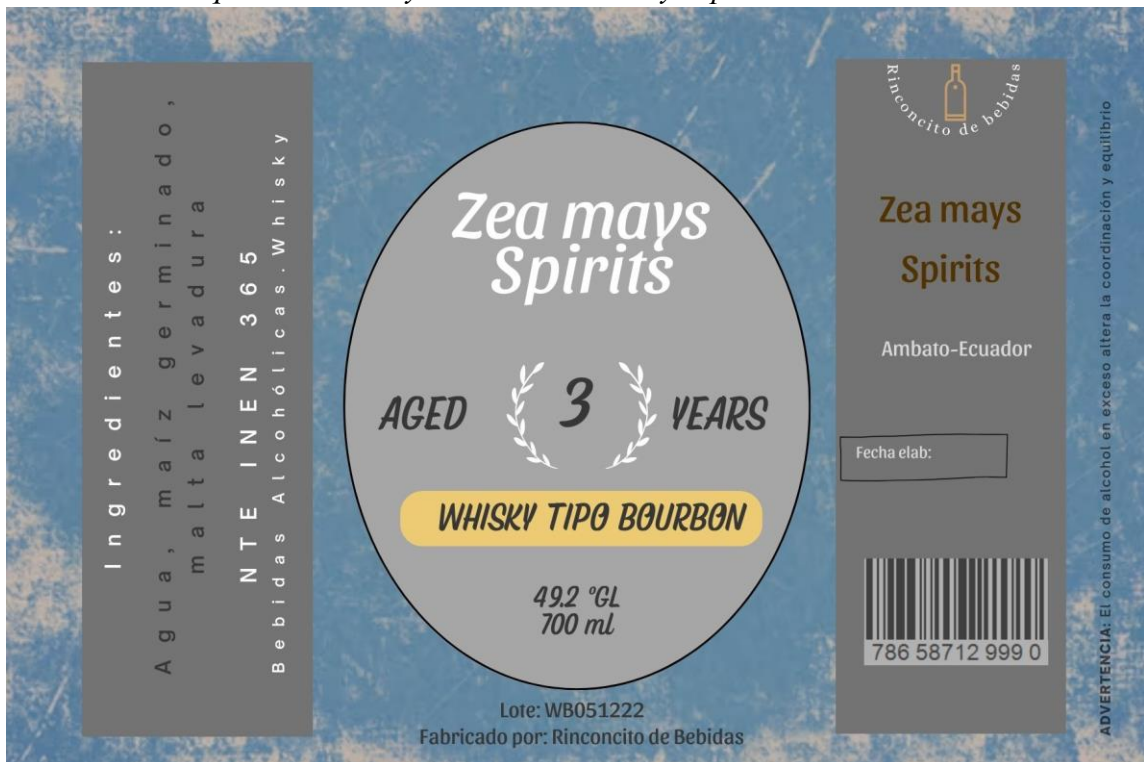 Ingredientes:
Agua, maíz germinado,
malta levadura
NTE INEN 365
Bebidas Alcohólicas.Whisky
Zea mays
Spirits
AGED 3 YEARS
WHISKY TIPO BOURBON
49.2 °GL
700 ml
Lote: WB051222
Fabricado por: Rinconcito de Bebidas
Rinconcito de bebidas
Zea mays
Spirits
Ambato-Ecuador
Fecha elab:
786 58712 999 0
ADVERTENCIA: El consumo de alcohol en exceso altera la coordinación y equilibrio